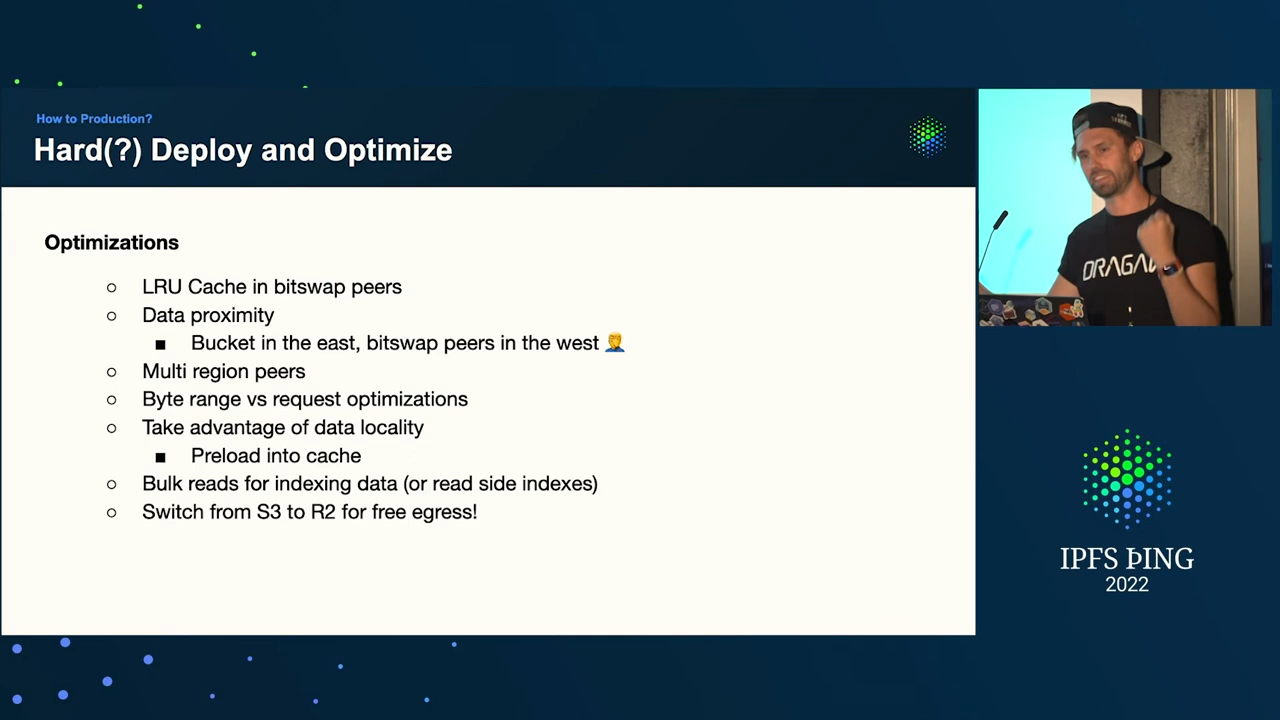 How to Production?
Hard(?) Deploy and Optimize
Optimizations
○ LRU Cache in bitswap peers
○ Data proximity
■ Bucket in the east, bitswap peers in the west 🤦‍♂️
○ Multi region peers
○ Byte range vs request optimizations
○ Take advantage of data locality
■ Preload into cache
○ Bulk reads for indexing data (or read side indexes)
○ Switch from S3 to R2 for free egress!
IPFS ÞING
2022